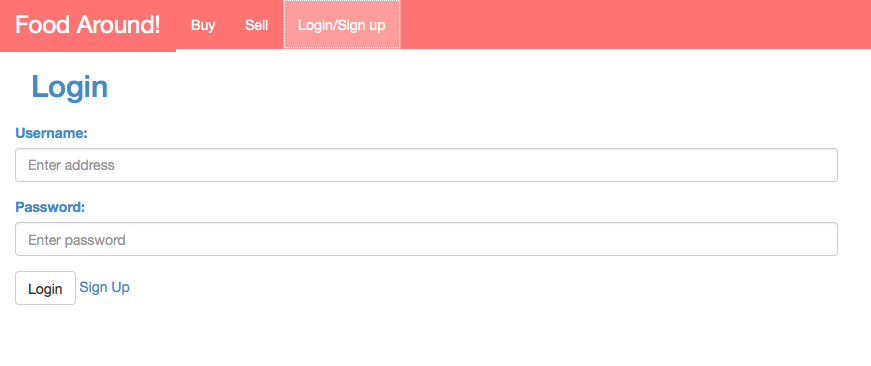 Food Around! Buy Sell Login/Sign up
Login
Username:
Enter address
Password:
Enter password
Login Sign Up